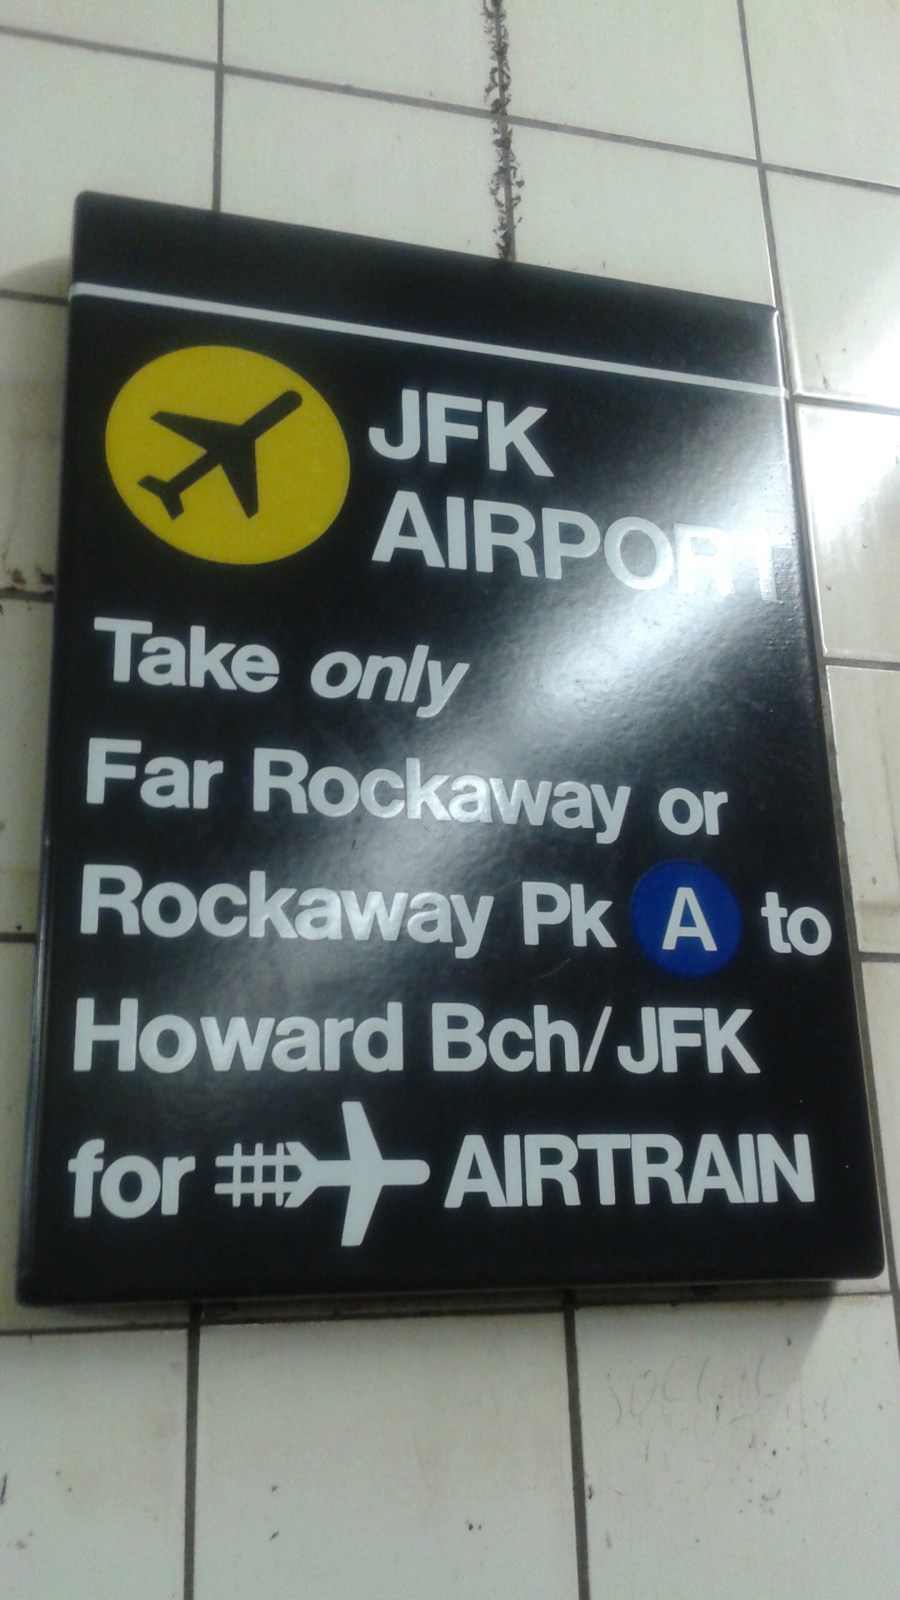 JFK
AIRPORT
Take only
Far Rockaway or
Rockaway Pk A to
Howard Bch/JFK
for AIRTRAIN